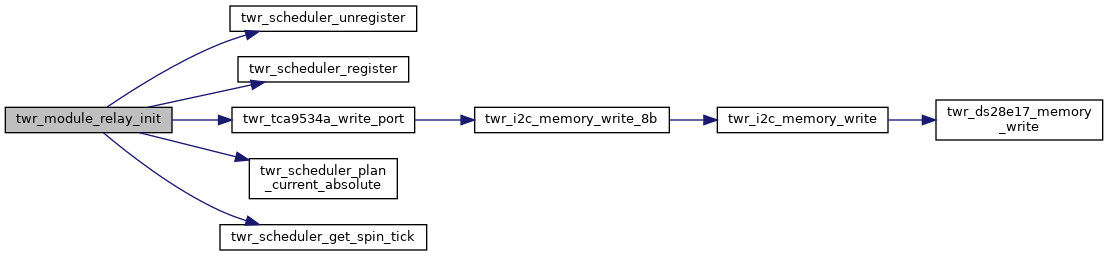 twr_scheduler_unregister
twr_scheduler_register
twr_module_relay_init
twr_tca9534a_write_port
twr_i2c_memory_write_8b
twr_i2c_memory_write
twr_ds28e17_memory
_write
twr_scheduler_plan
_current_absolute
twr_scheduler_get_spin_tick